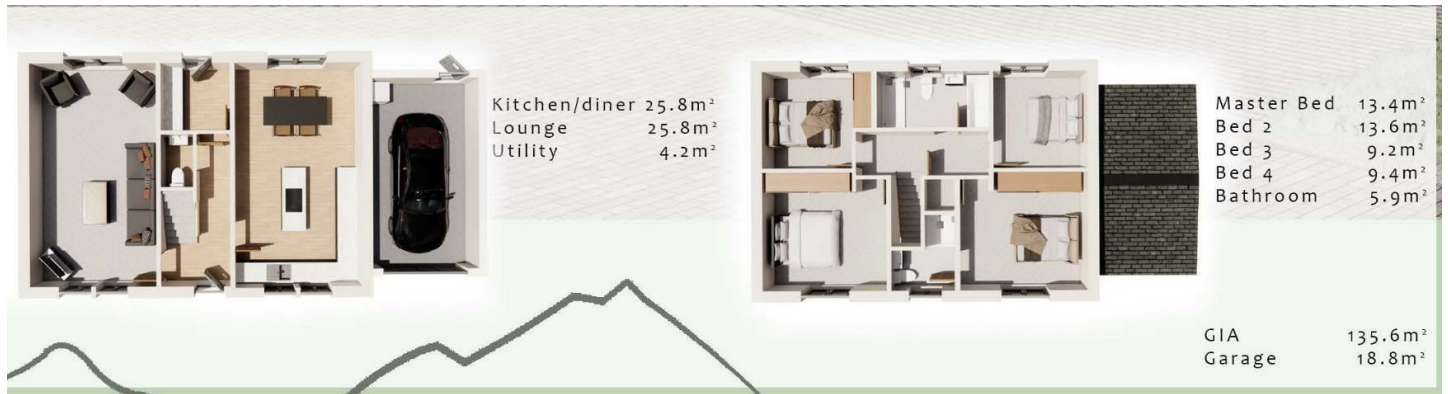 Kitchen/diner 25.8m²
Lounge 25.8m²
Utility 4.2m²
Master Bed 13.4m²
Bed 2 13.6m²
Bed 3 9.2m²
Bed 4 9.4m²
Bathroom 5.9m²
GIA 135.6m²
Garage 18.8m²